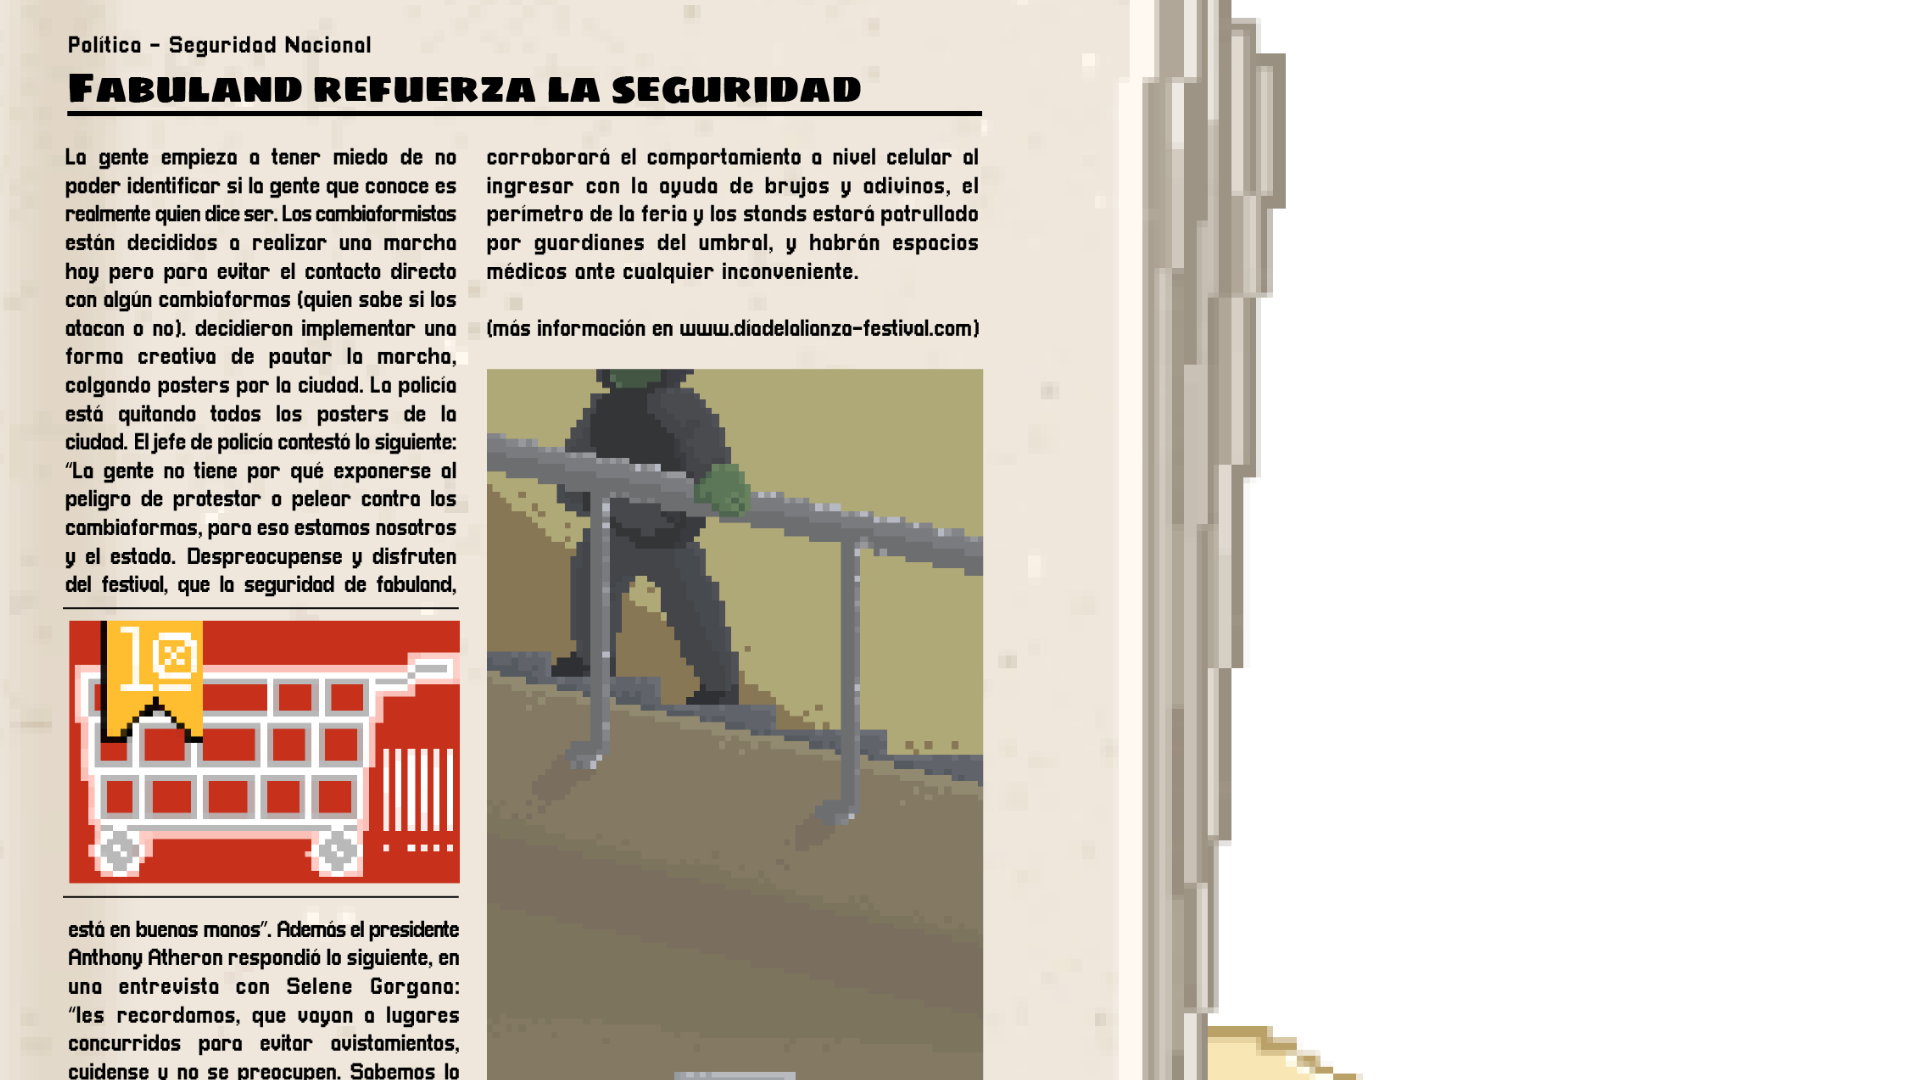 Política - Seguridad Nacional
Fabuland refuerza la seguridad
La gente empieza a tener miedo de no
poder identificar si la gente que conoce es
realmente quien dice ser. Los cambiaformistas
están decididos a realizar una marcha
hoy pero para evitar el contacto directo
con algún cambiaformas (quien sabe si los
atacan o no). decidieron implementar una
forma creativa de pautar la marcha,
colgando posters por la ciudad. La policía
está quitando todos los posters de la
ciudad. El jefe de policía contestó lo siguiente:
“La gente no tiene por qué exponerse al
peligro de protestar o pelear contra los
cambiaformas, para eso estamos nosotros
y el estado. Despreocupense y disfruten
del festival, que la seguridad de fabuland,
10
está en buenas manos”. Además el presidente
Anthony Atheron respondió lo siguiente, en
una entrevista con Selene Gorgana:
“les recordamos, que vayan a lugares
concurridos para evitar avistamientos,
cuidense y no se preocupen. Sabemos lo
corroborará el comportamiento a nivel celular al
ingresar con la ayuda de brujos y adivinos, el
perímetro de la feria y los stands estará patrullado
por guardianes del umbral, y habrán espacios
médicos ante cualquier inconveniente.
(más información en www.díadelalianza-festival.com)